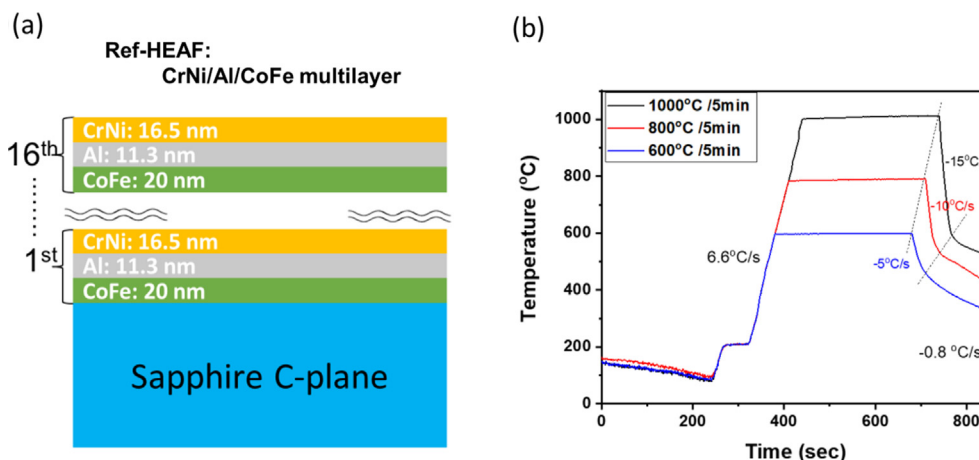 (a)
Ref-HEAF:
CrNi/Al/CoFe multilayer
16th
CrNi: 16.5 nm
Al: 11.3 nm
CoFe: 20 nm
1st
CrNi: 16.5 nm
Al: 11.3 nm
CoFe: 20 nm
Sapphire C-plane
(b)
1000°C /5min
800°C /5min
600°C /5min
Temperature (°C)
1000
800
600
400
200
0
6.6°C/s
-15°C
-10°C/s
-5°C/s
-0.8 °C/s
0
200
400
600
800
Time (sec)